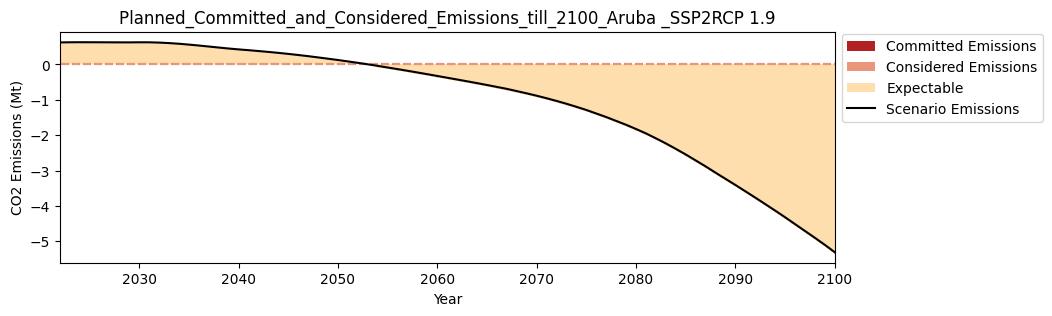 Planned_Committed_and_Considered_Emissions_till_2100_Aruba _SSP2RCP 1.9
Committed Emissions
Considered Emissions
Expectable
Scenario Emissions
CO2 Emissions (Mt)
0
−1
−2
−3
−4
−5
2030 2040 2050 2060 2070 2080 2090 2100
Year